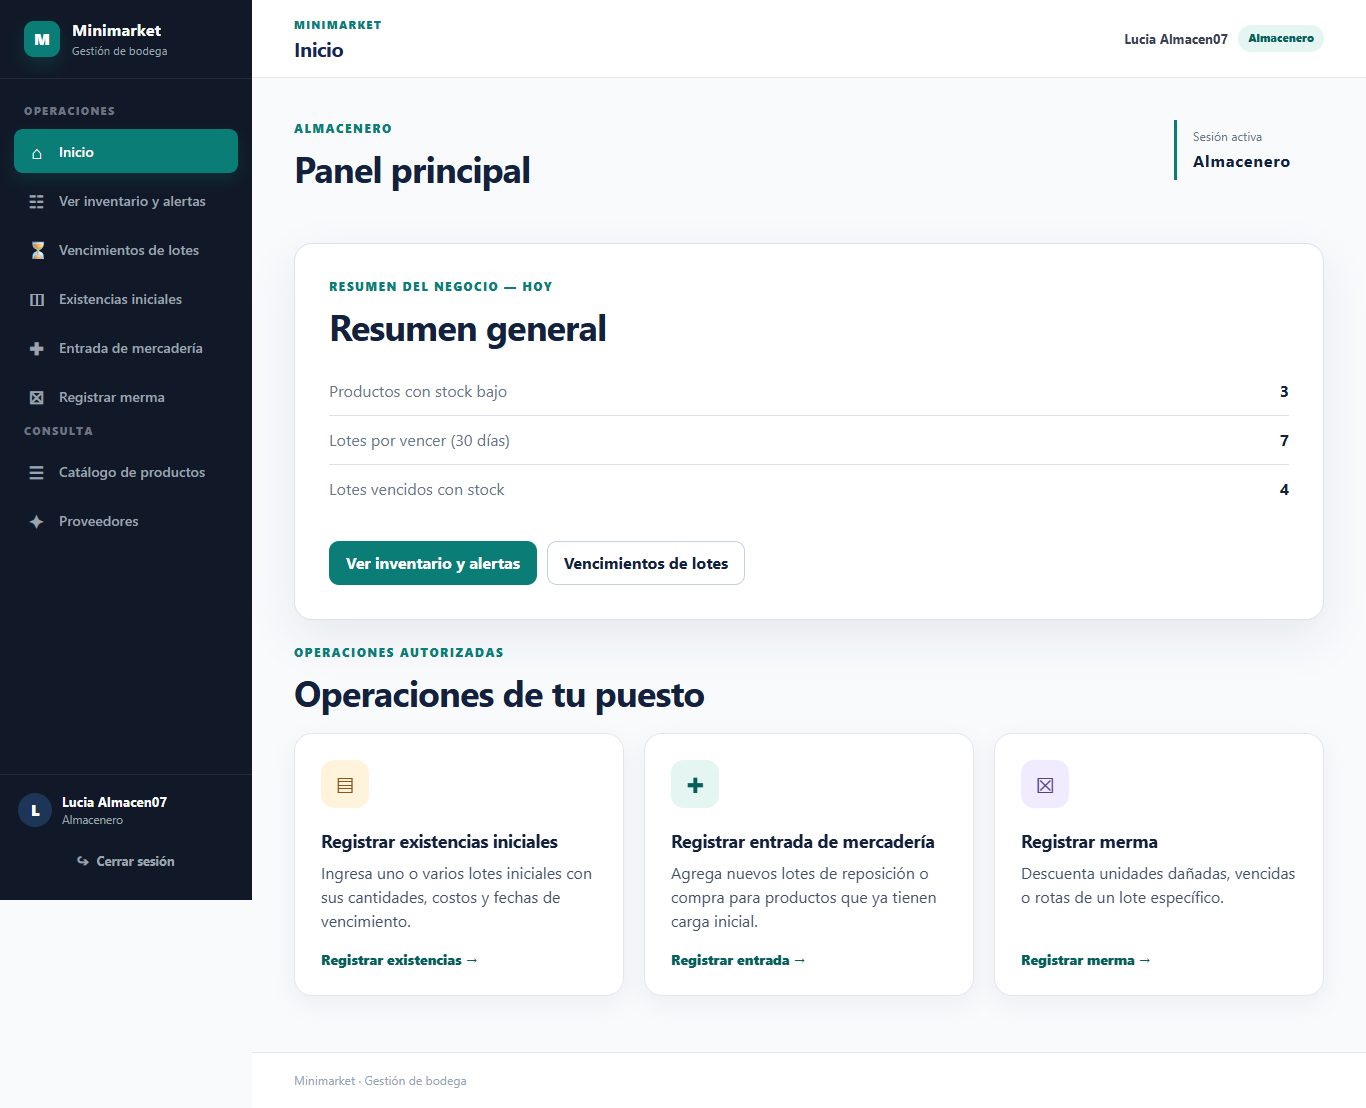 M
Minimarket
Gestión de bodega
OPERACIONES
Inicio
Ver inventario y alertas
Vencimientos de lotes
Existencias iniciales
Entrada de mercadería
Registrar merma
CONSULTA
Catálogo de productos
Proveedores
L
Lucia Almacen07
Almacenero
Cerrar sesión
MINIMARKET
Inicio
Lucia Almacen07
Almacenero
ALMACENERO
Panel principal
Sesión activa
Almacenero
RESUMEN DEL NEGOCIO — HOY
Resumen general
Productos con stock bajo 3
Lotes por vencer (30 días) 7
Lotes vencidos con stock 4
Ver inventario y alertas
Vencimientos de lotes
OPERACIONES AUTORIZADAS
Operaciones de tu puesto
Registrar existencias iniciales
Ingresa uno o varios lotes iniciales con
sus cantidades, costos y fechas de
vencimiento.
Registrar existencias →
Registrar entrada de mercadería
Agrega nuevos lotes de reposición o
compra para productos que ya tienen
carga inicial.
Registrar entrada →
Registrar merma
Descuenta unidades dañadas, vencidas
o rotas de un lote específico.
Registrar merma →
Minimarket · Gestión de bodega